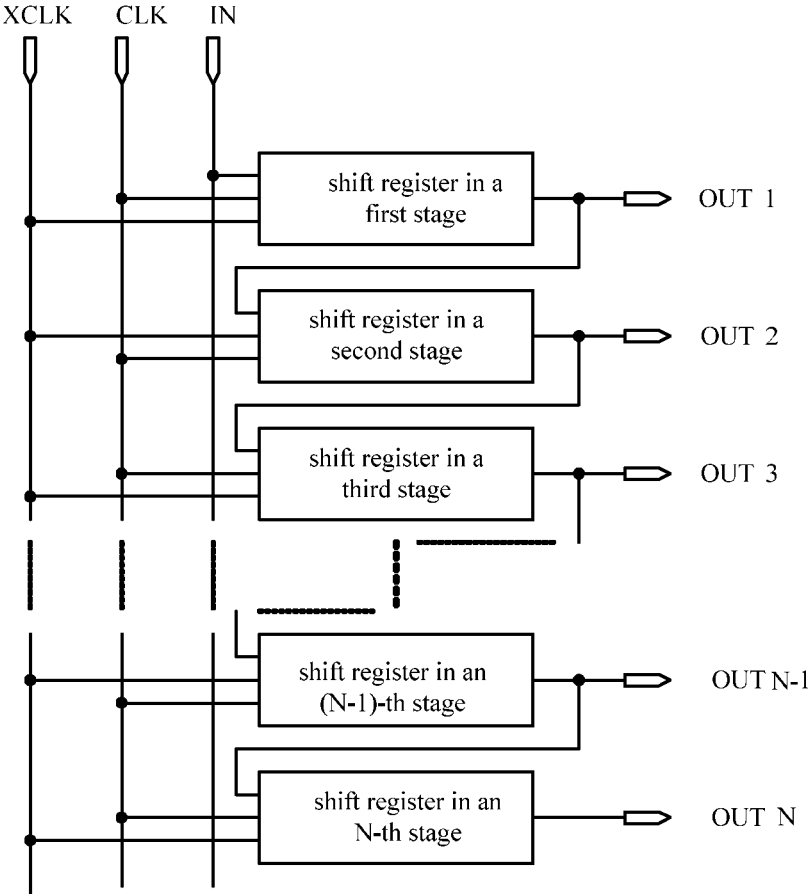 XCLK CLK IN
shift register in a
first stage
OUT 1
shift register in a
second stage
OUT 2
shift register in a
third stage
OUT 3
shift register in an
(N-1)-th stage
OUT N-1
shift register in an
N-th stage
OUT N